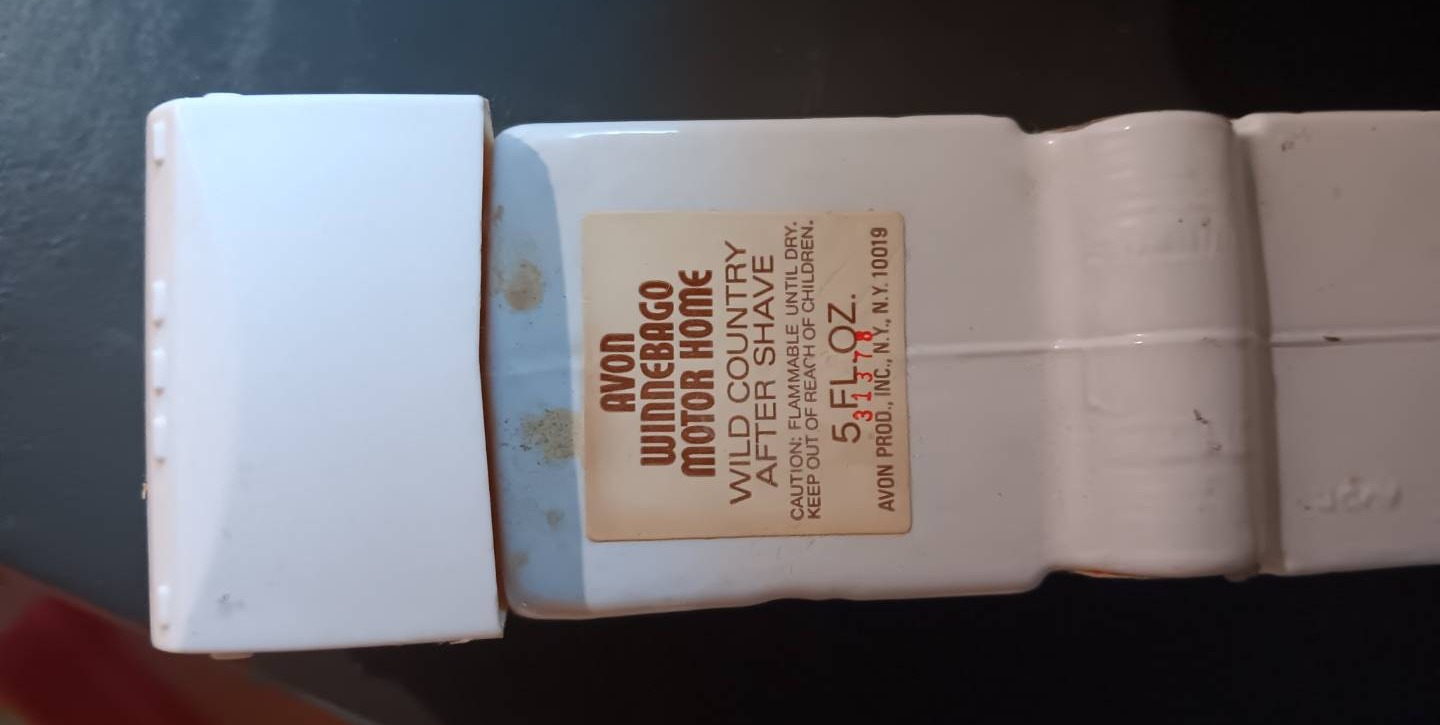 AVON
WINNEBAGO
MOTOR HOME
WILD COUNTRY
AFTER SHAVE
CAUTION: FLAMMABLE UNTIL DRY.
KEEP OUT OF REACH OF CHILDREN.
5 FL OZ.
31378
AVON PROD., INC., N.Y., N.Y. 10019